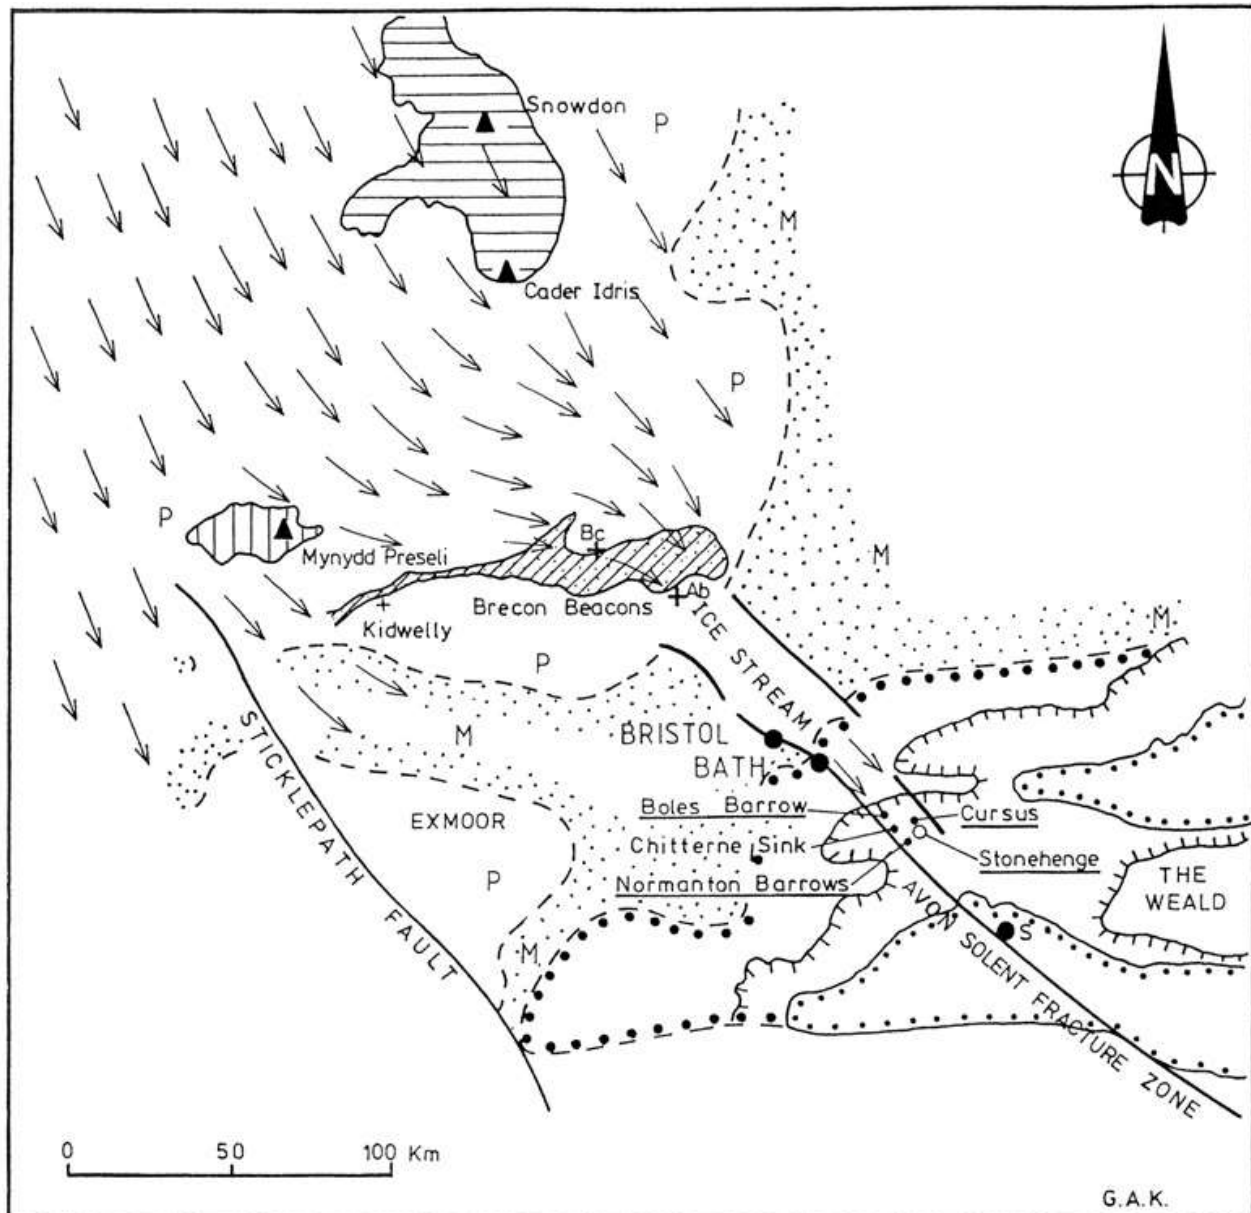 Snowdon
P
N
M
Cader Idris
P
P
Mynydd Preseli
Bc
M
Brecon Beacons
Ab
Kidwelly
P
M
ICE STREAM
M
BRISTOL
BATH
STICKLEPATH FAULT
EXMOOR
Boles Barrow
Cursus
Chitterne Sink
Stonehenge
P
Normanton Barrows
THE
WEALD
M
S
AVON SOLENT FRACTURE ZONE
0 50 100 Km
G.A.K.